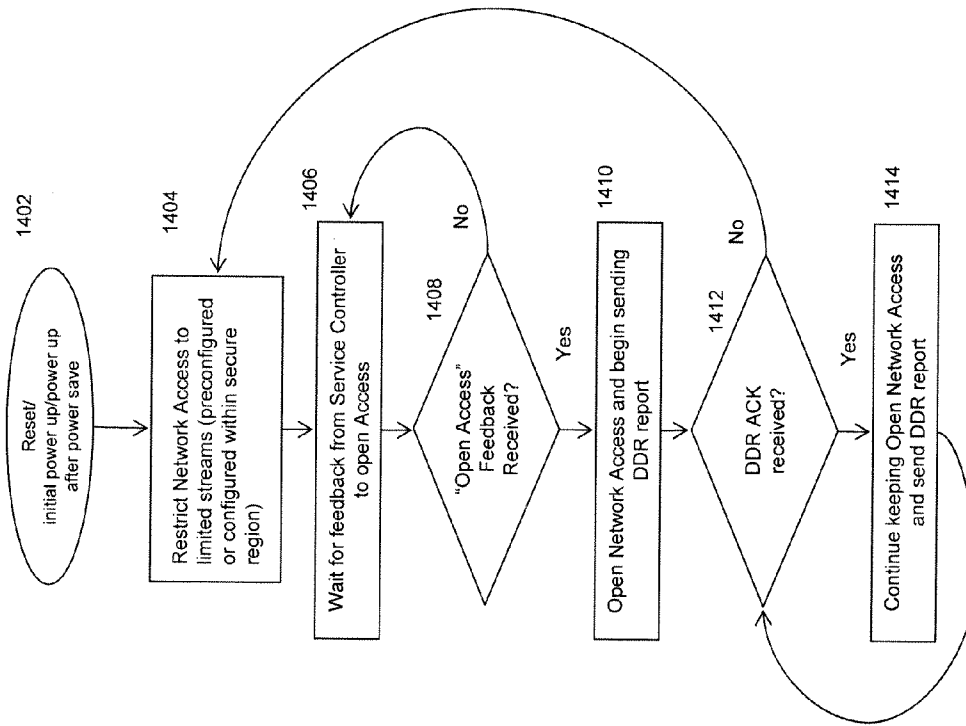 1402
Reset/
initial power up/power up
after power save
1404
Restrict Network Access to
limited streams (preconfigured
or configured within secure
region)
1406
Wait for feedback from Service Controller
to open Access
1408
"Open Access"
Feedback
Received?
No
Yes
1410
Open Network Access and begin sending
DDR report
1412
DDR ACK
received?
No
Yes
1414
Continue keeping Open Network Access
and send DDR report